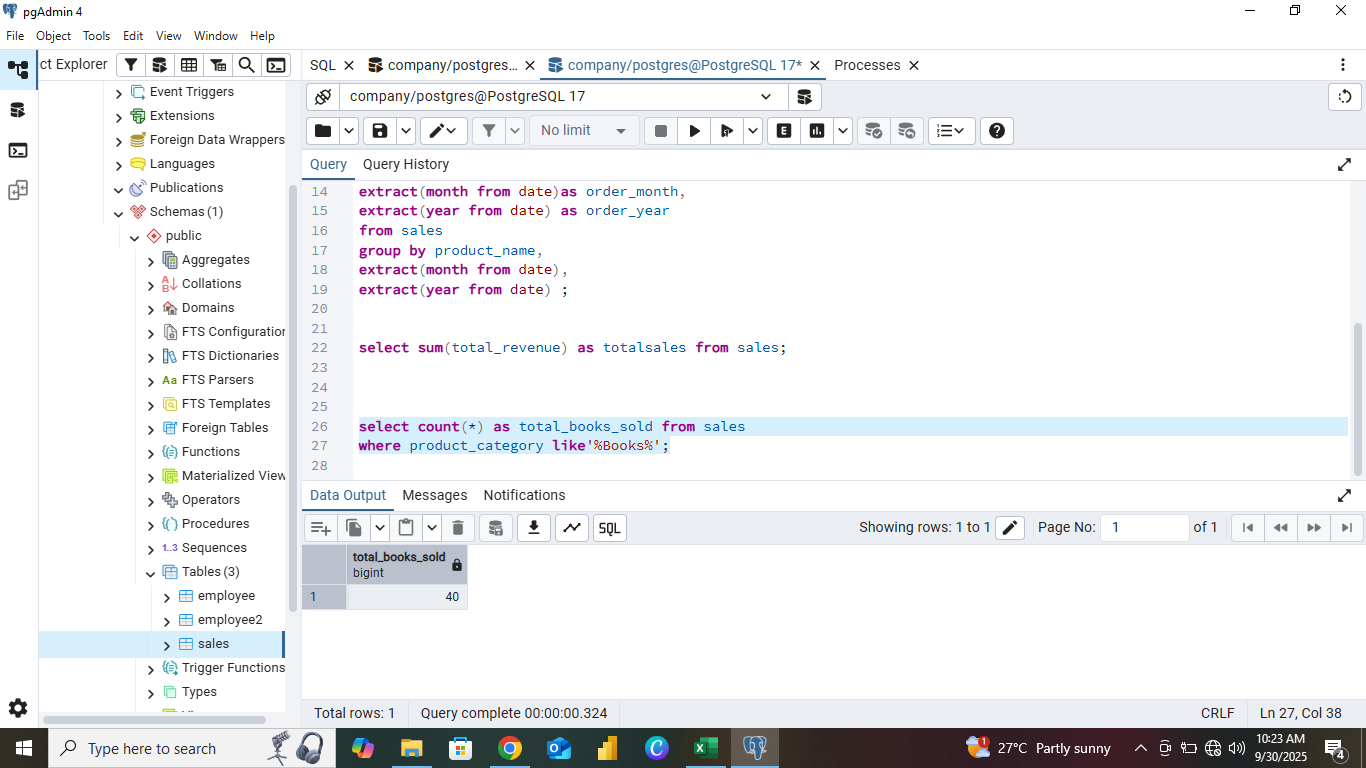 pgAdmin 4
File Object Tools Edit View Window Help
ct Explorer
SQL company/postgres... company/postgres@PostgreSQL 17* Processes
company/postgres@PostgreSQL 17
No limit
E
Query Query History
Event Triggers
Extensions
Foreign Data Wrappers
Languages
Publications
Schemas (1)
public
Aggregates
Collations
Domains
FTS Configuration
FTS Dictionaries
Aa FTS Parsers
FTS Templates
Foreign Tables
Functions
Materialized View
Operators
Procedures
1..3 Sequences
Tables (3)
employee
employee2
sales
Trigger Functions
Types
14 extract(month from date)as order_month,
15 extract(year from date) as order_year
16 from sales
17 group by product_name,
18 extract(month from date),
19 extract(year from date) ;
20
21
22 select sum(total_revenue) as totalsales from sales;
23
24
25
26 select count(*) as total_books_sold from sales
27 where product_category like'%Books%';
28
Data Output Messages Notifications
SQL Showing rows: 1 to 1 Page No: 1 of 1
total_books_sold
bigint
1 40
Total rows: 1 Query complete 00:00:00.324 CRLF Ln 27, Col 38
Type here to search
1 27°C Partly sunny
10:23 AM
9/30/2025
4